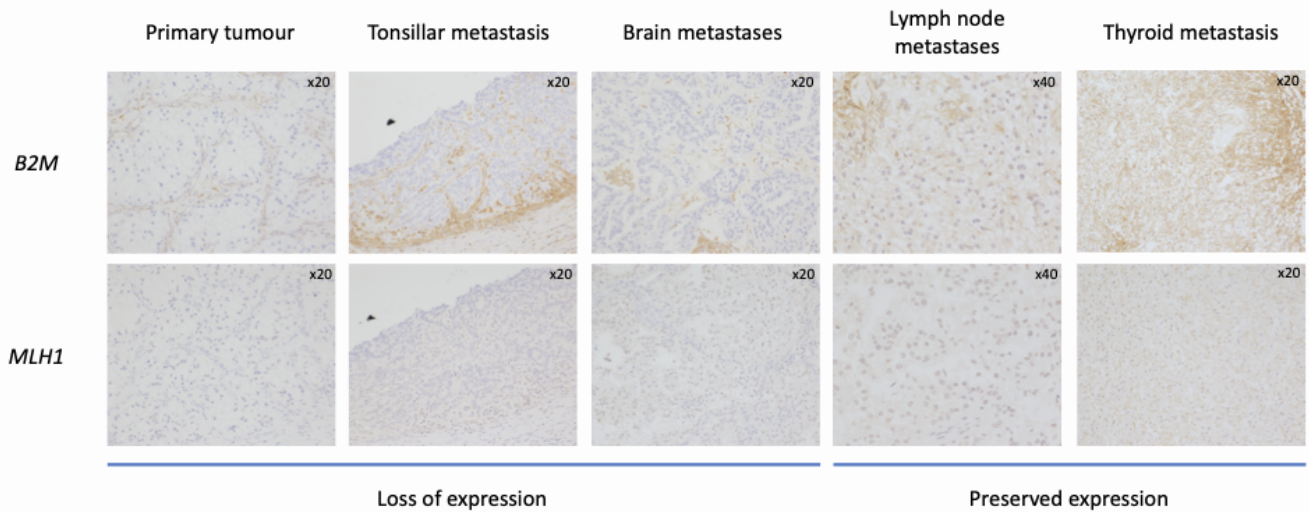 Primary tumour
Tonsillar metastasis
Brain metastases
Lymph node
metastases
Thyroid metastasis
B2M
x20
x20
x20
x40
x20
MLH1
x20
x20
x20
x40
x20
Loss of expression
Preserved expression